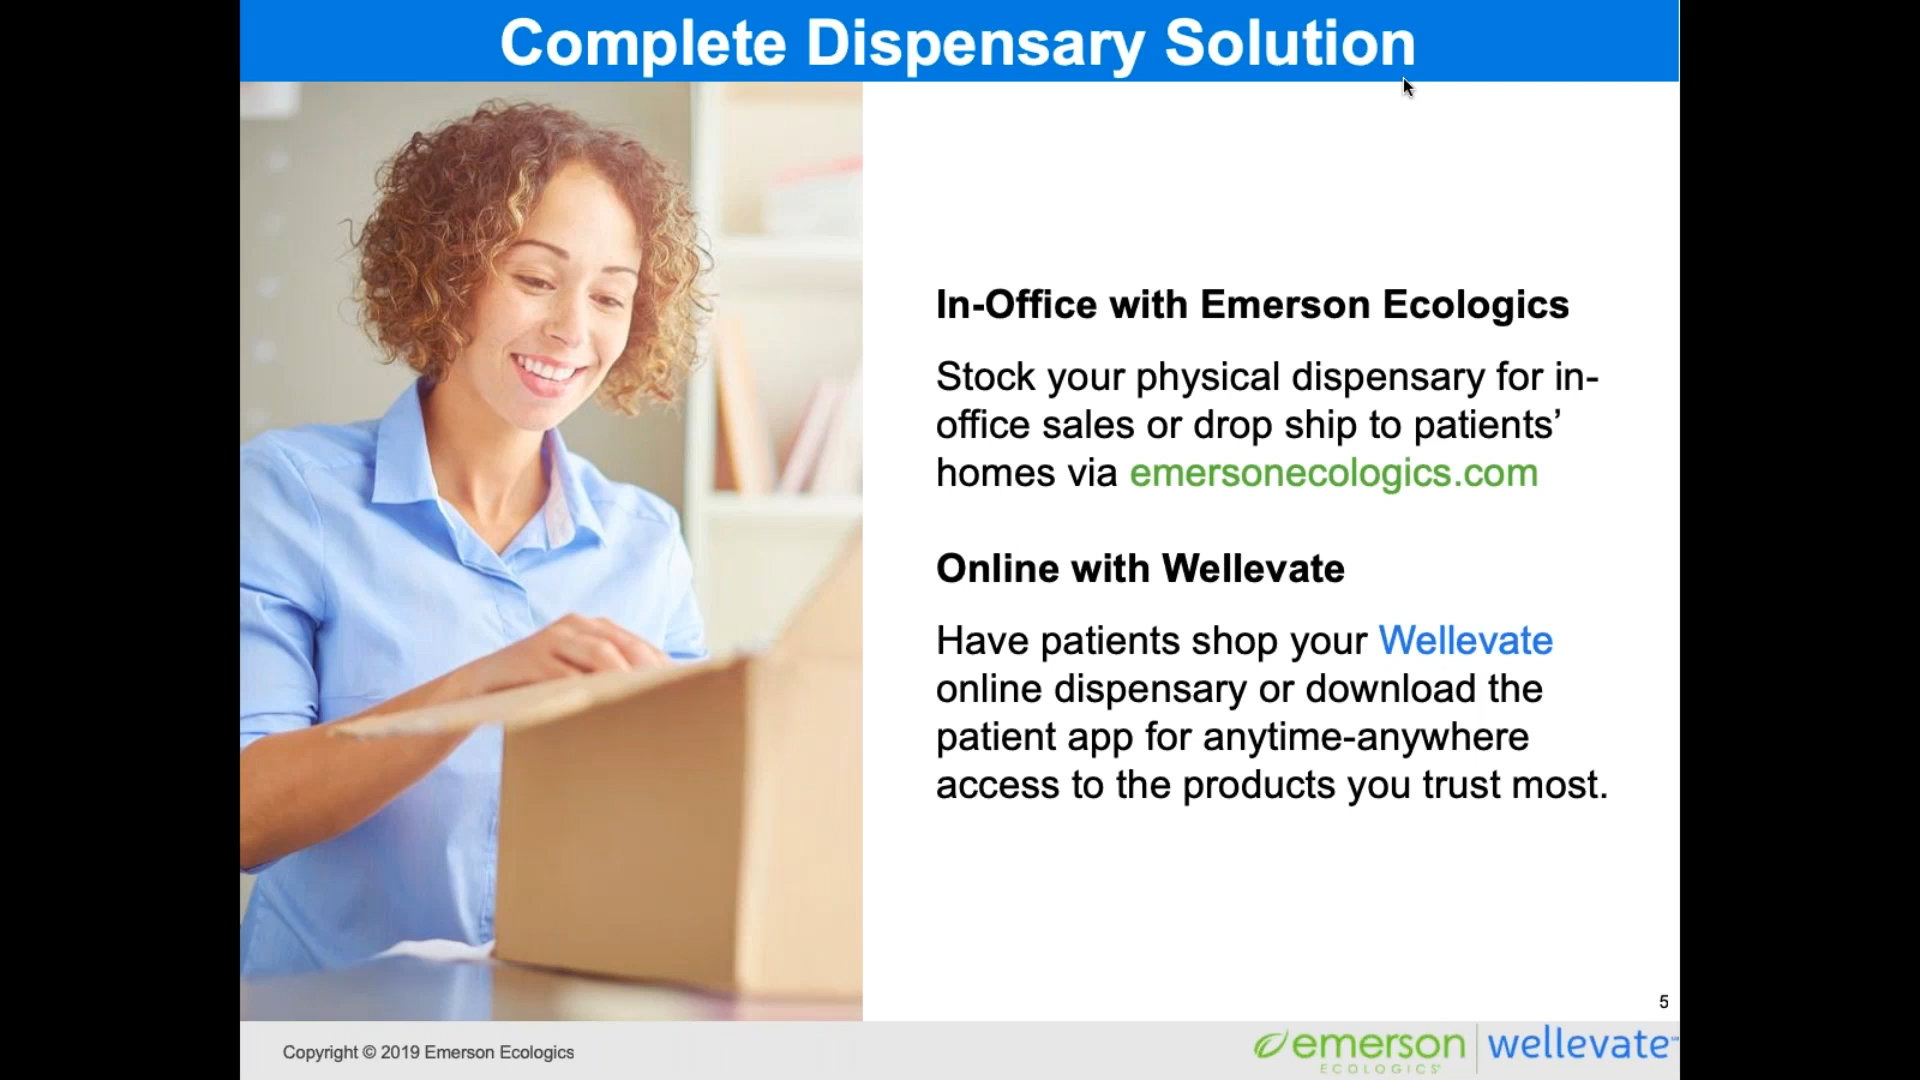 Complete Dispensary Solution
In-Office with Emerson Ecologics
Stock your physical dispensary for in-
office sales or drop ship to patients’
homes via emersonecologics.com
Online with Wellevate
Have patients shop your Wellevate
online dispensary or download the
patient app for anytime-anywhere
access to the products you trust most.
5
Copyright © 2019 Emerson Ecologics
emerson
ECOLOGICS®
wellevate℠